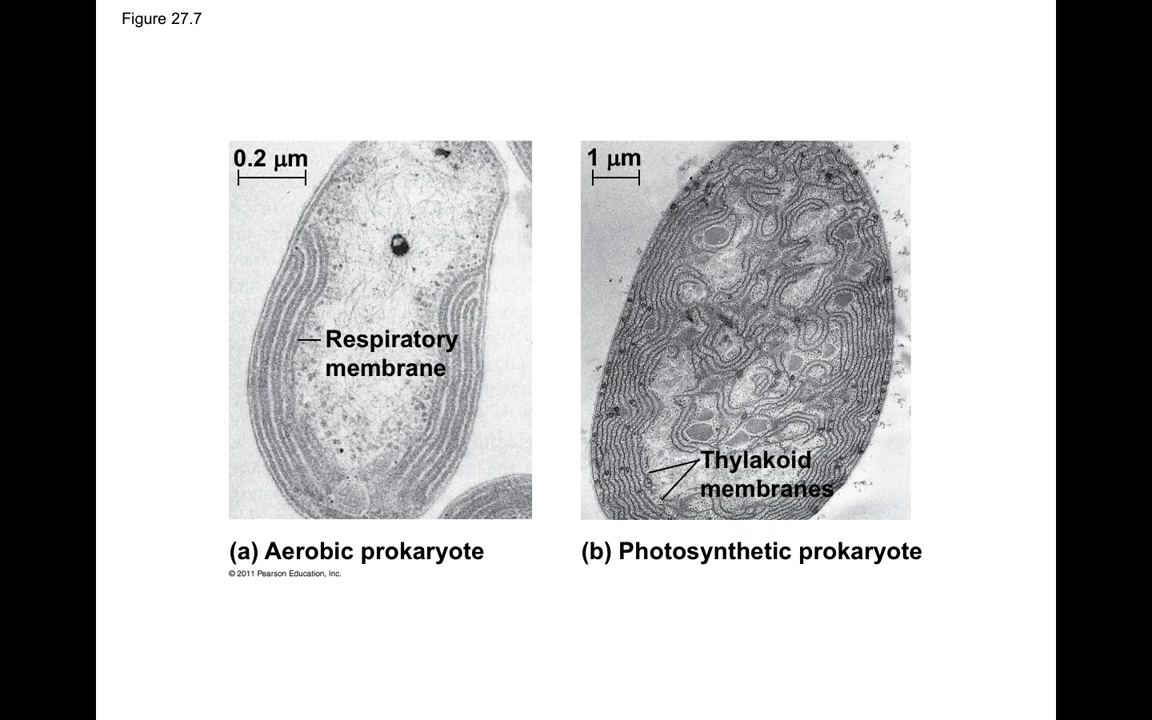 Figure 27.7
0.2 μm
1 μm
Respiratory
membrane
Thylakoid
membranes
(a) Aerobic prokaryote
(b) Photosynthetic prokaryote
© 2011 Pearson Education, Inc.